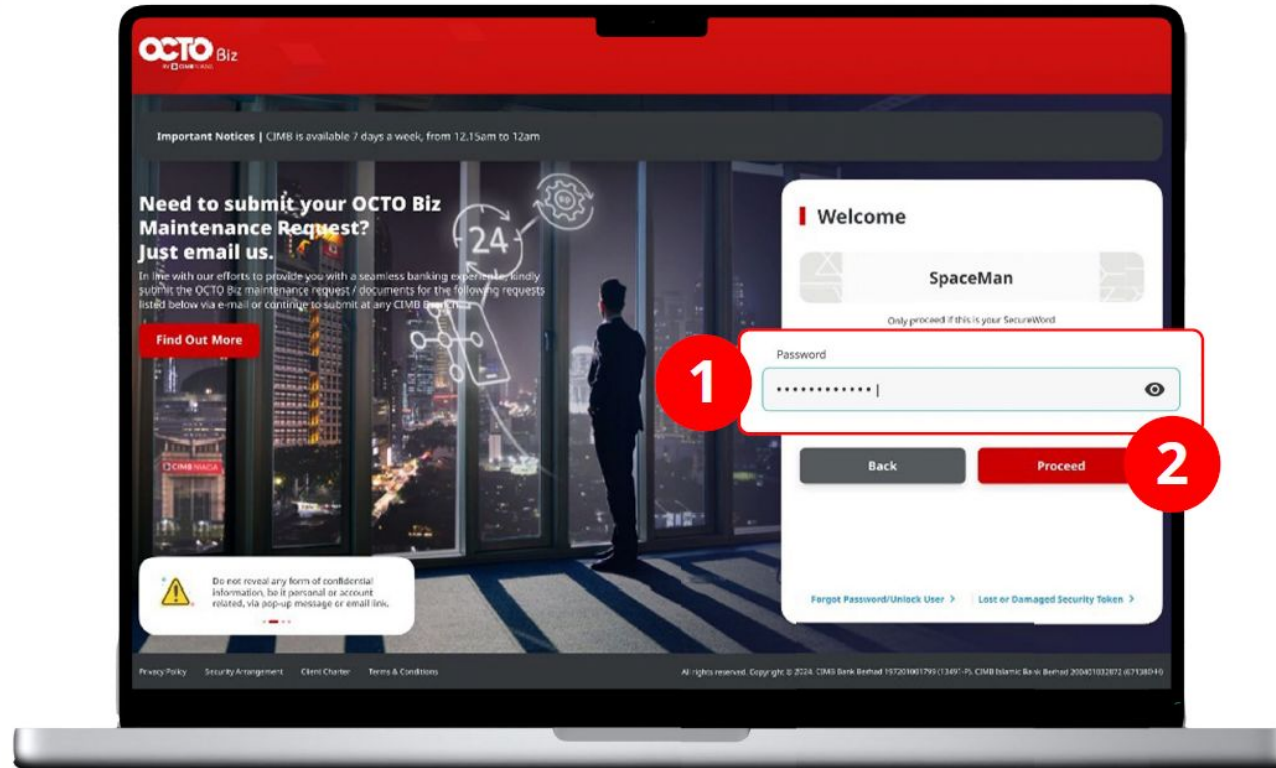 OCTO Biz
BY CIMB NIAGA
Important Notices | CIMB is available 7 days a week, from 12.15am to 12am
Need to submit your OCTO Biz
Maintenance Request?
Just email us.
In line with our efforts to provide you with a seamless banking experience, kindly
submit the OCTO Biz maintenance request / documents for the following requests
listed below via e-mail or continue to submit at any CIMB Branch.
Find Out More
24
CIMB NIAGA
Do not reveal any form of confidential
information, be it personal or account
related, via pop-up message or email link.
Welcome
SpaceMan
Only proceed if this is your SecureWord
1
Password
Back
Proceed
2
Forgot Password/Unlock User >
Lost or Damaged Security Token >
Privacy Policy
Security Arrangement
Client Charter
Terms & Conditions
All rights reserved. Copyright © 2024. CIMB Bank Berhad 197201001799 (13491-P). CIMB Islamic Bank Berhad 200401032872 (671380-H)